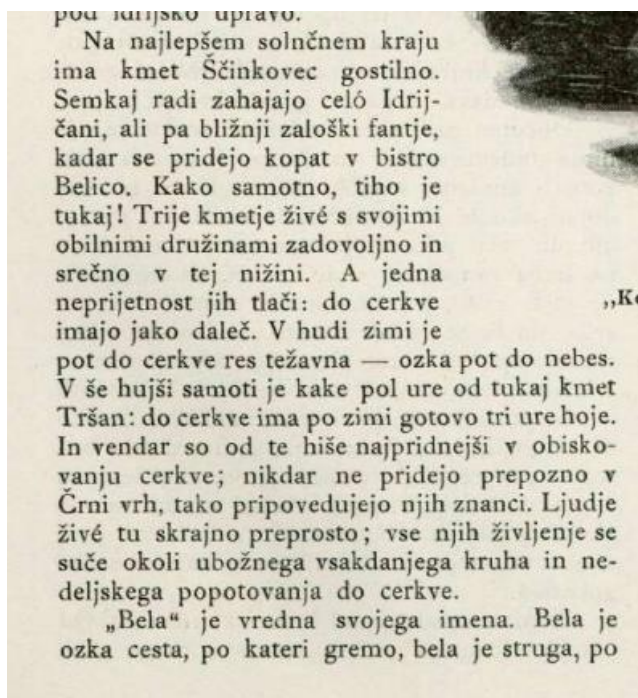 pod idrijsko upravo.
Na najlepšem solnčnem kraju
ima kmet Ščinkovec gostilno.
Semkaj radi zahajajo celó Idrij-
čani, ali pa bližnji zaloški fantje,
kadar se pridejo kopat v bistro
Belico. Kako samotno, tiho je
tukaj! Trije kmetje živé s svojimi
obilnimi družinami zadovoljno in
srečno v tej nižini. A jedna
neprijetnost jih tlači: do cerkve
imajo jako daleč. V hudi zimi je
pot do cerkve res težavna — ozka pot do nebes.
V še hujši samoti je kake pol ure od tukaj kmet
Tršan: do cerkve ima po zimi gotovo tri ure hoje.
In vendar so od te hiše najpridnejši v obisko-
vanju cerkve; nikdar ne pridejo prepozno v
Črni vrh, tako pripovedujejo njih znanci. Ljudje
živé tu skrajno preprosto; vse njih življenje se
suče okoli ubožnega vsakdanjega kruha in ne-
deljskega popotovanja do cerkve.
„Bela“ je vredna svojega imena. Bela je
ozka cesta, po kateri gremo, bela je struga, po